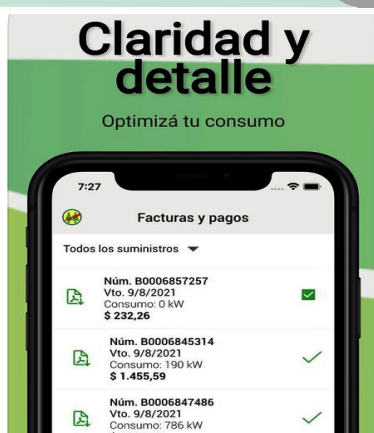 Claridad y
detalle
Optimizá tu consumo
7:27
Facturas y pagos
Todos los suministros
Núm. B0006857257
Vto. 9/8/2021
Consumo: 0 kW
$ 232,26
Núm. B0006845314
Vto. 9/8/2021
Consumo: 190 kW
$ 1.455,59
Núm. B0006847486
Vto. 9/8/2021
Consumo: 786 kW